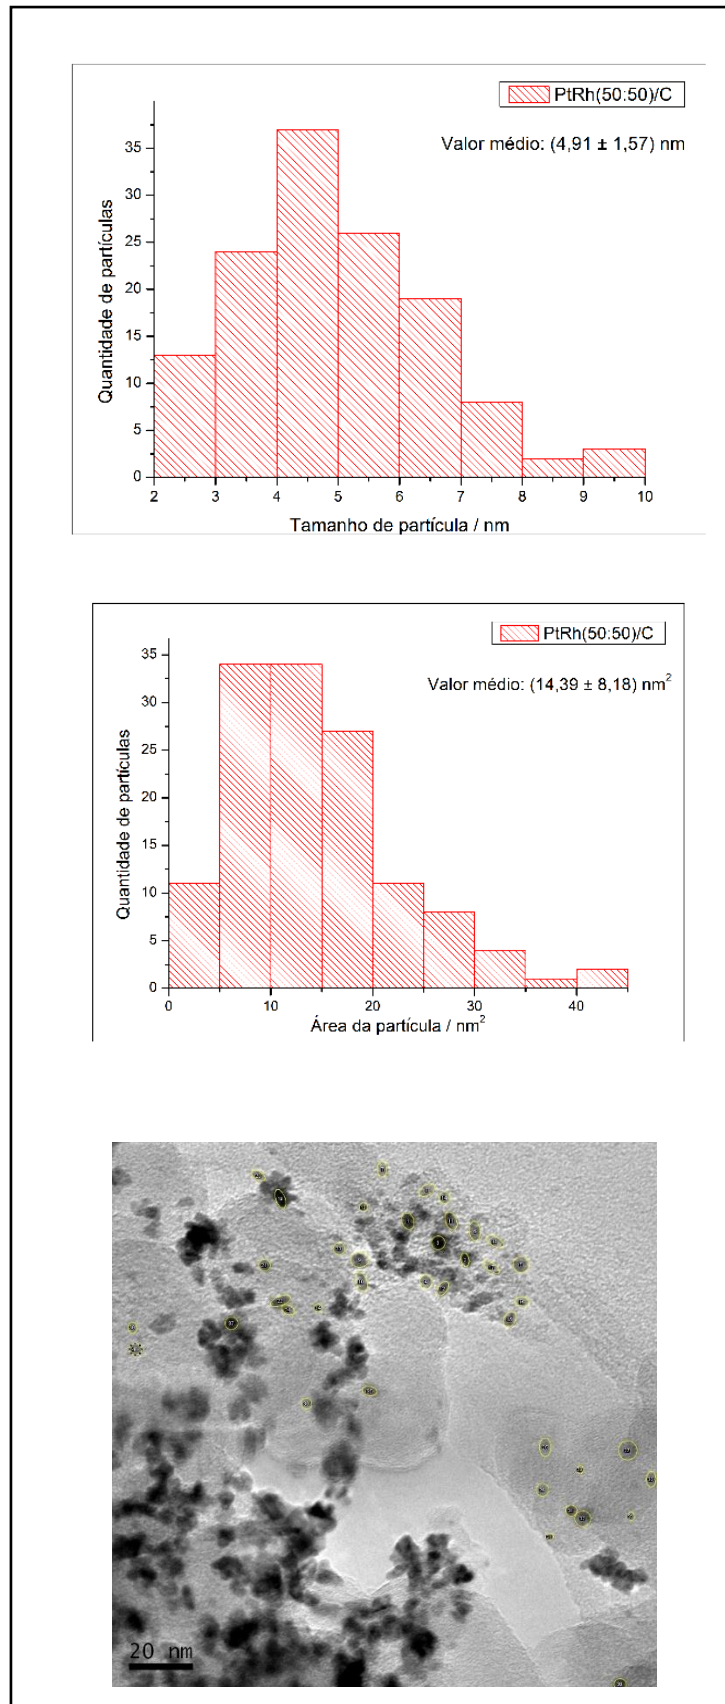 PtRh(50:50)/C
Valor médio: (4,91 ± 1,57) nm
Quantidade de partículas
35
30
25
20
15
10
5
0
2 3 4 5 6 7 8 9 10
Tamanho de partícula / nm
PtRh(50:50)/C
Valor médio: (14,39 ± 8,18) nm²
Quantidade de partículas
35
30
25
20
15
10
5
0
0 10 20 30 40
Área da partícula / nm²
20 nm